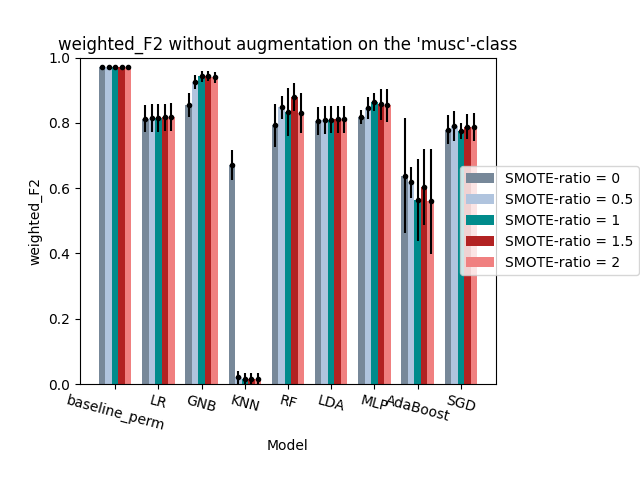 weighted_F2 without augmentation on the 'musc'-class
weighted_F2
1.0
0.8
0.6
0.4
0.2
0.0
SMOTE-ratio = 0
SMOTE-ratio = 0.5
SMOTE-ratio = 1
SMOTE-ratio = 1.5
SMOTE-ratio = 2
baseline_perm
LR
GNB
KNN
RF
LDA
MLP
AdaBoost
SGD
Model